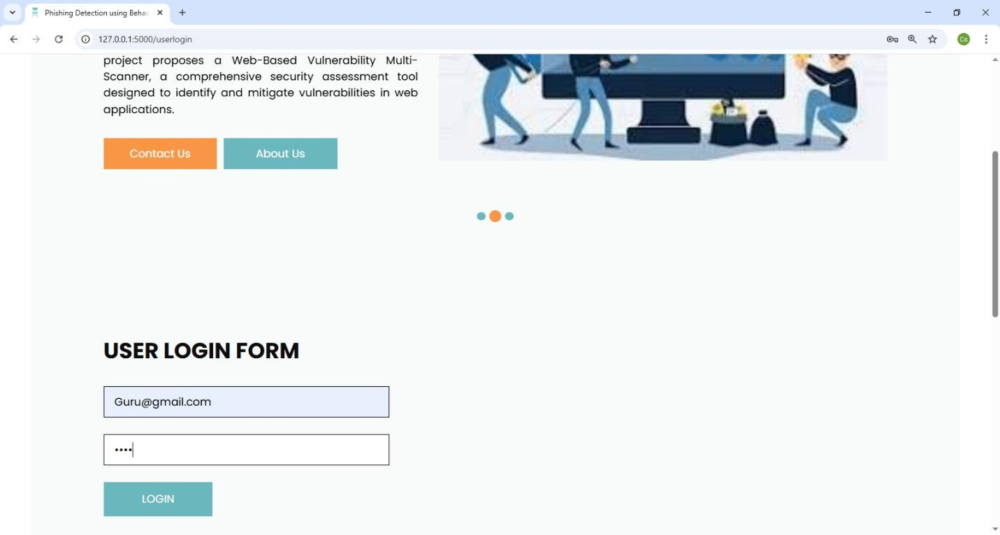 Phishing Detection using Behav
127.0.0.1:5000/userlogin
Cs
project proposes a Web-Based Vulnerability Multi-
Scanner, a comprehensive security assessment tool
designed to identify and mitigate vulnerabilities in web
applications.
Contact Us
About Us
USER LOGIN FORM
Guru@gmail.com
••••
LOGIN